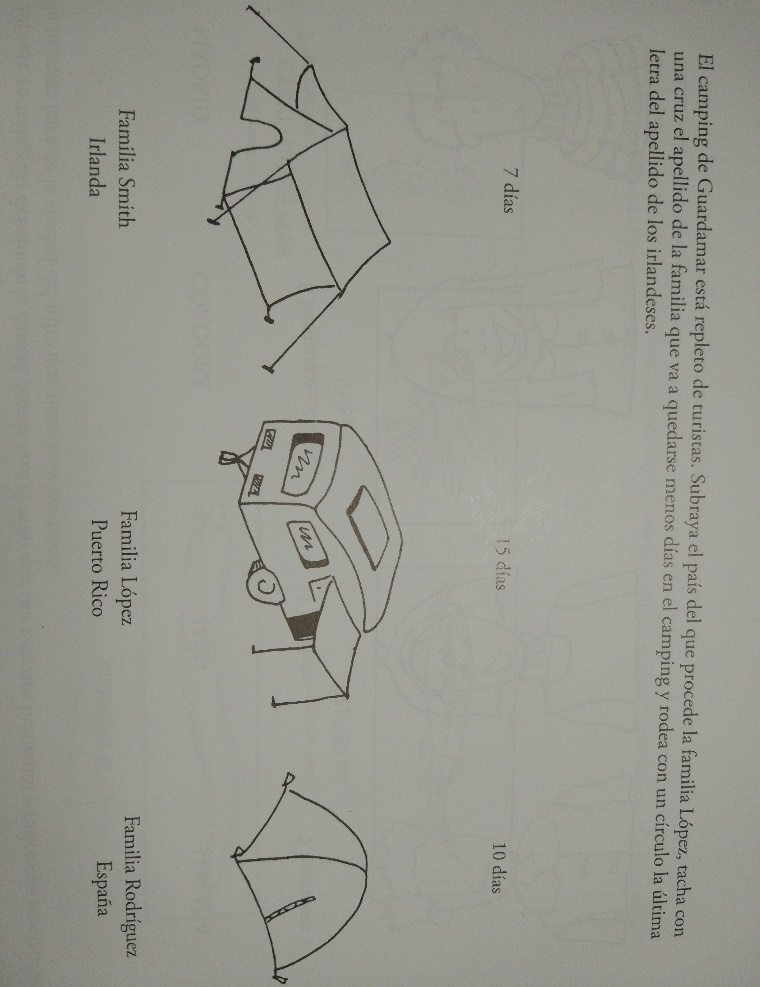 El camping de Guardamar está repleto de turistas. Subraya el país del que procede la familia López, tacha con
una cruz el apellido de la familia que va a quedarse menos días en el camping y rodea con un círculo la última
letra del apellido de los irlandeses.
7 días
15 días
10 días
Familia Smith
Irlanda
Familia López
Puerto Rico
Familia Rodríguez
España